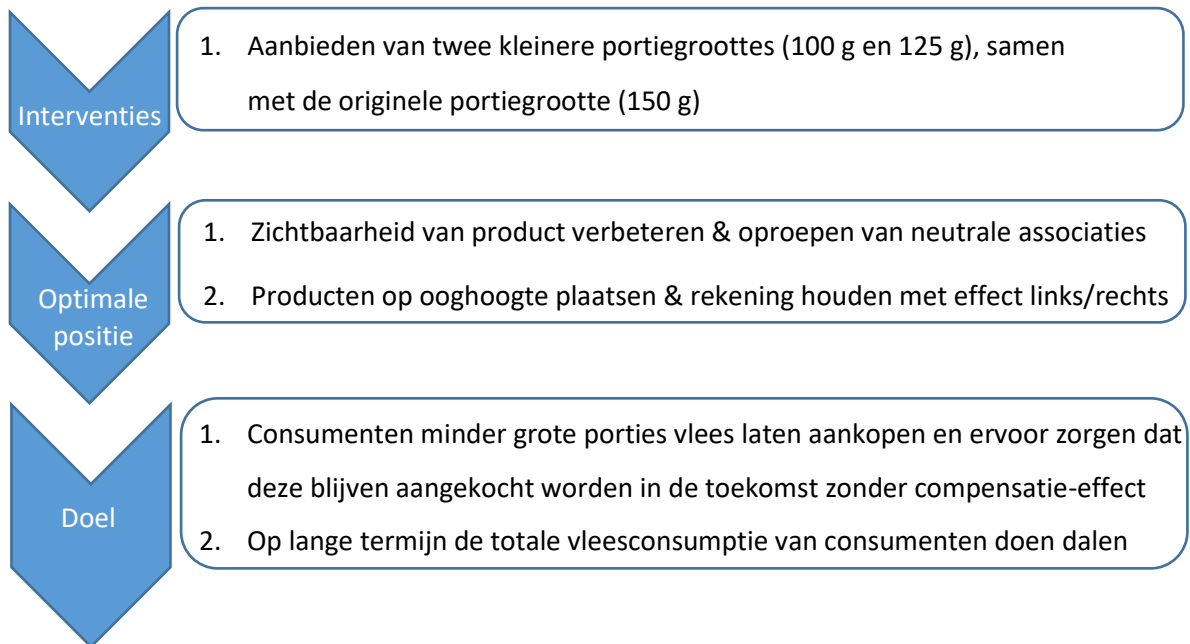 Interventies
1. Aanbieden van twee kleinere portiegroottes (100 g en 125 g), samen
met de originele portiegrootte (150 g)
Optimale
positie
1. Zichtbaarheid van product verbeteren & oproepen van neutrale associaties
2. Producten op ooghoogte plaatsen & rekening houden met effect links/rechts
Doel
1. Consumenten minder grote porties vlees laten aankopen en ervoor zorgen dat
deze blijven aangekocht worden in de toekomst zonder compensatie-effect
2. Op lange termijn de totale vleesconsumptie van consumenten doen dalen